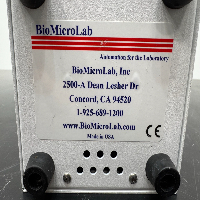 BioMicroLab
Automation for the Laboratory
BioMicroLab, Inc
2500-A Dean Lesher Dr
Concord, CA 94520
1-925-689-1200
www.BioMicroLab.com
Made in USA
CE